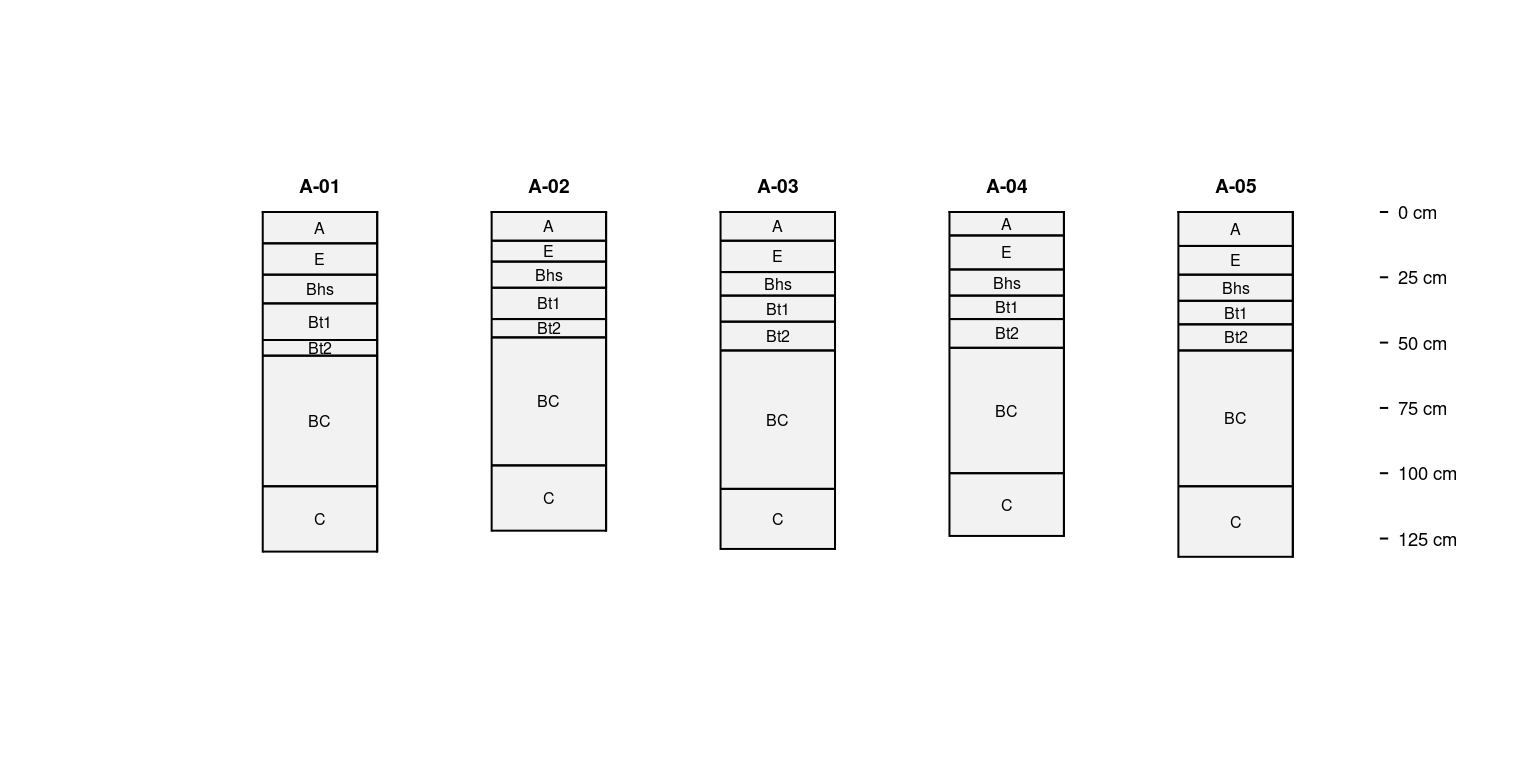 A-01 A-02 A-03 A-04 A-05
A E Bhs Bt1 Bt2 BC C
A E Bhs Bt1 Bt2 BC C
A E Bhs Bt1 Bt2 BC C
A E Bhs Bt1 Bt2 BC C
A E Bhs Bt1 Bt2 BC C
0 cm
25 cm
50 cm
75 cm
100 cm
125 cm